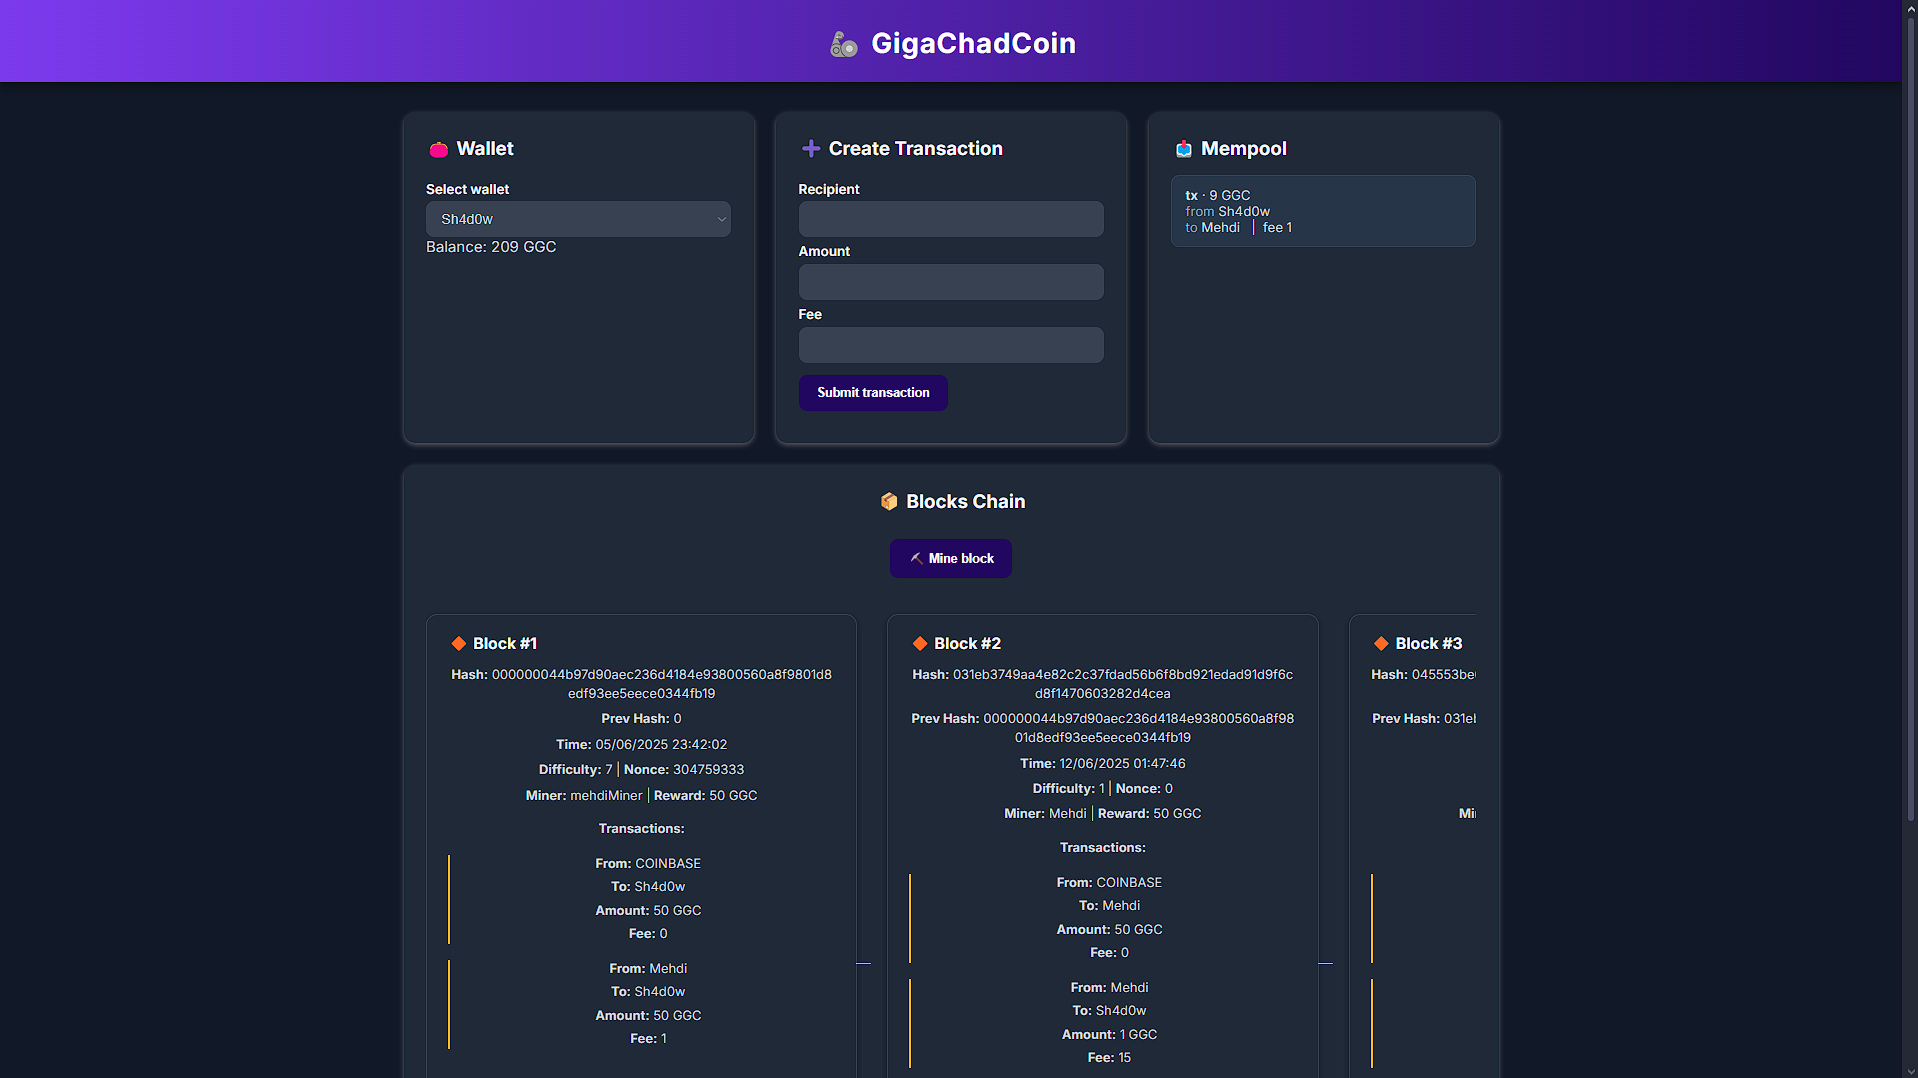 GigaChadCoin
Wallet
Select wallet
Sh4d0w
Balance: 209 GGC
Create Transaction
Recipient
Amount
Fee
Submit transaction
Mempool
tx · 9 GGC
from Sh4d0w
to Mehdi | fee 1
Blocks Chain
Mine block
Block #1
Hash: 000000044b97d90aec236d4184e93800560a8f9801d8
edf93ee5eece0344fb19
Prev Hash: 0
Time: 05/06/2025 23:42:02
Difficulty: 7 | Nonce: 304759333
Miner: mehdiMiner | Reward: 50 GGC
Transactions:
From: COINBASE
To: Sh4d0w
Amount: 50 GGC
Fee: 0
From: Mehdi
To: Sh4d0w
Amount: 50 GGC
Fee: 1
Block #2
Hash: 031eb3749aa4e82c2c37fdad56b6f8bd921edad91d9f6c
d8f1470603282d4cea
Prev Hash: 000000044b97d90aec236d4184e93800560a8f98
01d8edf93ee5eece0344fb19
Time: 12/06/2025 01:47:46
Difficulty: 1 | Nonce: 0
Miner: Mehdi | Reward: 50 GGC
Transactions:
From: COINBASE
To: Mehdi
Amount: 50 GGC
Fee: 0
From: Mehdi
To: Sh4d0w
Amount: 1 GGC
Fee: 15
Block #3
Hash: 045553be
Prev Hash: 031e
Mi